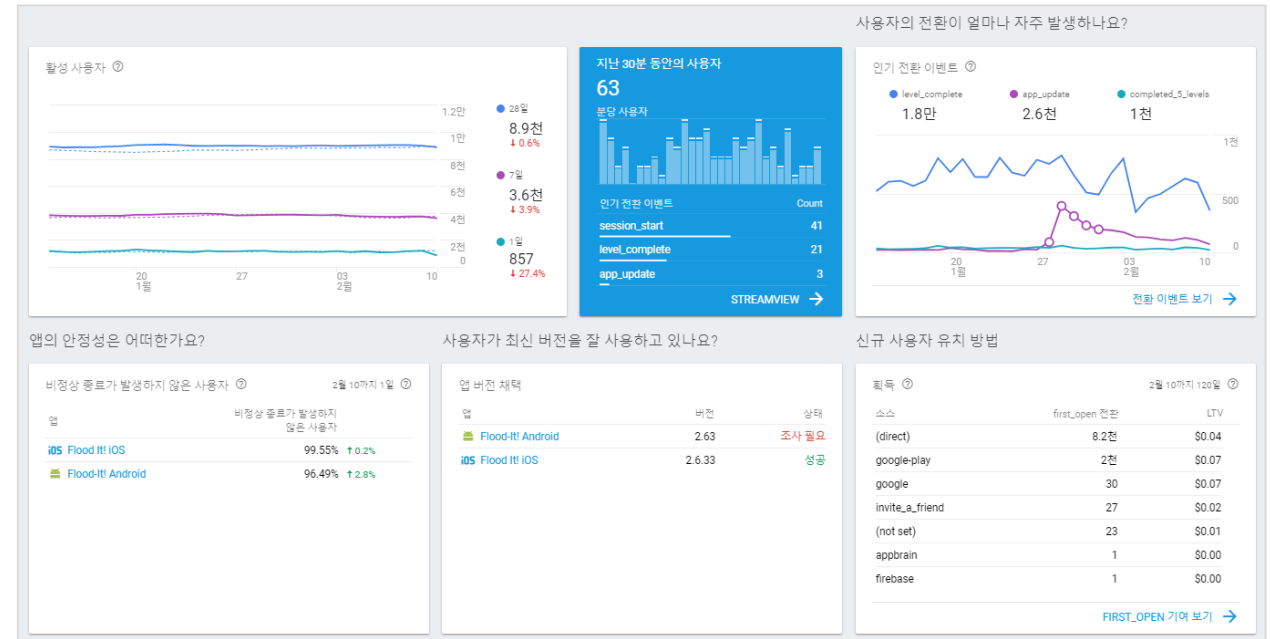 사용자의 전환이 얼마나 자주 발생하나요?
활성 사용자
1.2만
1만
8천
6천
4천
2천
0
20
1월
27
03
2월
10
28일
8.9천
↓ 0.6%
7일
3.6천
↓ 3.9%
1일
857
↓ 27.4%
지난 30분 동안의 사용자
63
분당 사용자
인기 전환 이벤트 Count
session_start 41
level_complete 21
app_update 3
STREAMVIEW →
인기 전환 이벤트
level_complete app_update completed_5_levels
1.8만 2.6천 1천
1천
500
0
20
1월
27
03
2월
10
전환 이벤트 보기 →
앱의 안정성은 어떠한가요?
비정상 종료가 발생하지 않은 사용자 2월 10까지 1일
앱 비정상 종료가 발생하지
않은 사용자
iOS Flood It! iOS 99.55% ↑ 0.2%
Flood-It! Android 96.49% ↑ 2.8%
사용자가 최신 버전을 잘 사용하고 있나요?
앱 버전 채택
앱 버전 상태
Flood-It! Android 2.63 조사 필요
iOS Flood It! iOS 2.6.33 성공
신규 사용자 유치 방법
획득 2월 10까지 120일
소스 first_open 전환 LTV
(direct) 8.2천 $0.04
google-play 2천 $0.07
google 30 $0.07
invite_a_friend 27 $0.02
(not set) 23 $0.01
appbrain 1 $0.00
firebase 1 $0.00
FIRST_OPEN 기여 보기 →